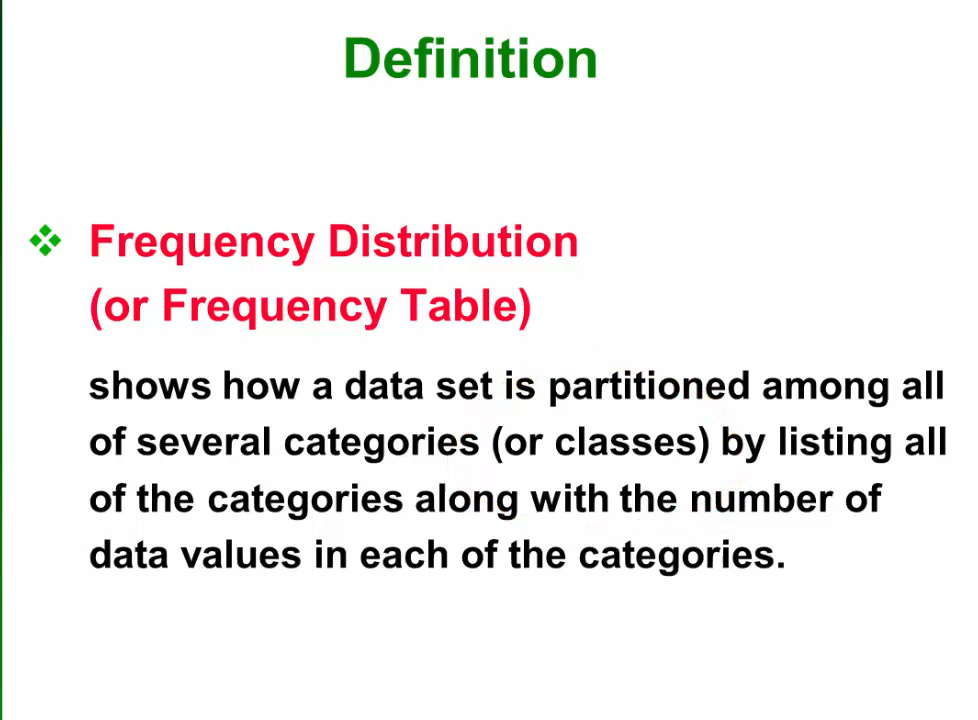 Definition
Frequency Distribution
(or Frequency Table)
shows how a data set is partitioned among all
of several categories (or classes) by listing all
of the categories along with the number of
data values in each of the categories.